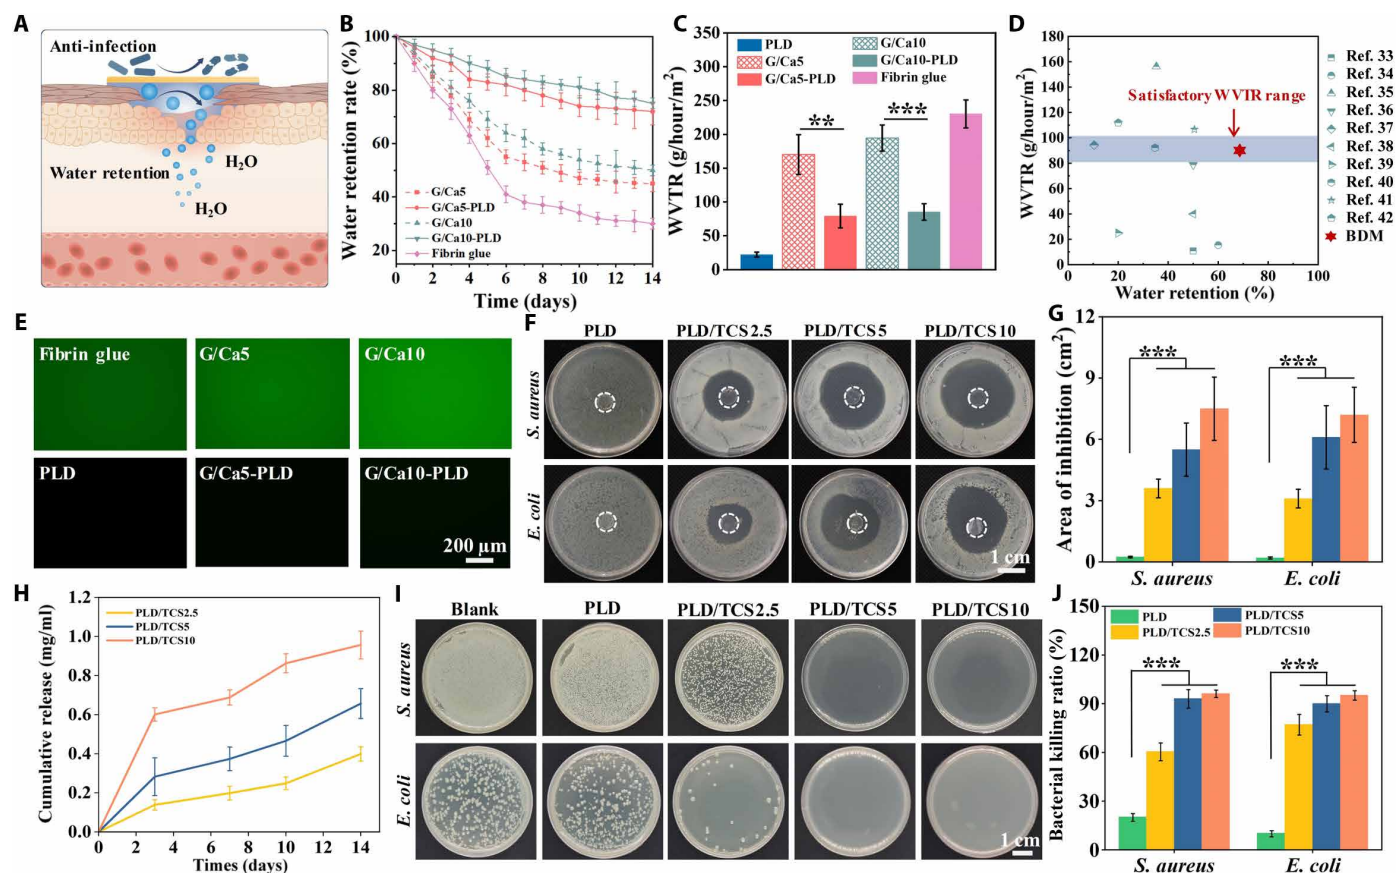 A
Anti-infection
Water retention
H₂O
H₂O
B
Water retention rate (%)
100
80
60
40
20
G/Ca5
G/Ca5-PLD
G/Ca10
G/Ca10-PLD
Fibrin glue
0 2 4 6 8 10 12 14
Time (days)
C
WVTR (g/hour/m²)
350
300
250
200
150
100
50
0
PLD
G/Ca5
G/Ca5-PLD
G/Ca10
G/Ca10-PLD
Fibrin glue
**
***
D
WVTR (g/hour/m²)
180
160
140
120
100
80
60
40
20
0
Satisfactory WVTR range
0 20 40 60 80 100
Water retention (%)
Ref. 33
Ref. 34
Ref. 35
Ref. 36
Ref. 37
Ref. 38
Ref. 39
Ref. 40
Ref. 41
Ref. 42
BDM
E
Fibrin glue
G/Ca5
G/Ca10
PLD
G/Ca5-PLD
G/Ca10-PLD
200 µm
F
PLD PLD/TCS2.5 PLD/TCS5 PLD/TCS10
S. aureus
E. coli
1 cm
G
Area of inhibition (cm²)
12
9
6
3
0
***
***
S. aureus E. coli
H
Cumulative release (mg/ml)
1.2
1.0
0.8
0.6
0.4
0.2
0.0
PLD/TCS2.5
PLD/TCS5
PLD/TCS10
0 2 4 6 8 10 12 14
Times (days)
I
Blank PLD PLD/TCS2.5 PLD/TCS5 PLD/TCS10
S. aureus
E. coli
1 cm
J
Bacterial killing ratio (%)
150
120
90
60
30
0
PLD
PLD/TCS2.5
PLD/TCS5
PLD/TCS10
***
***
S. aureus E. coli